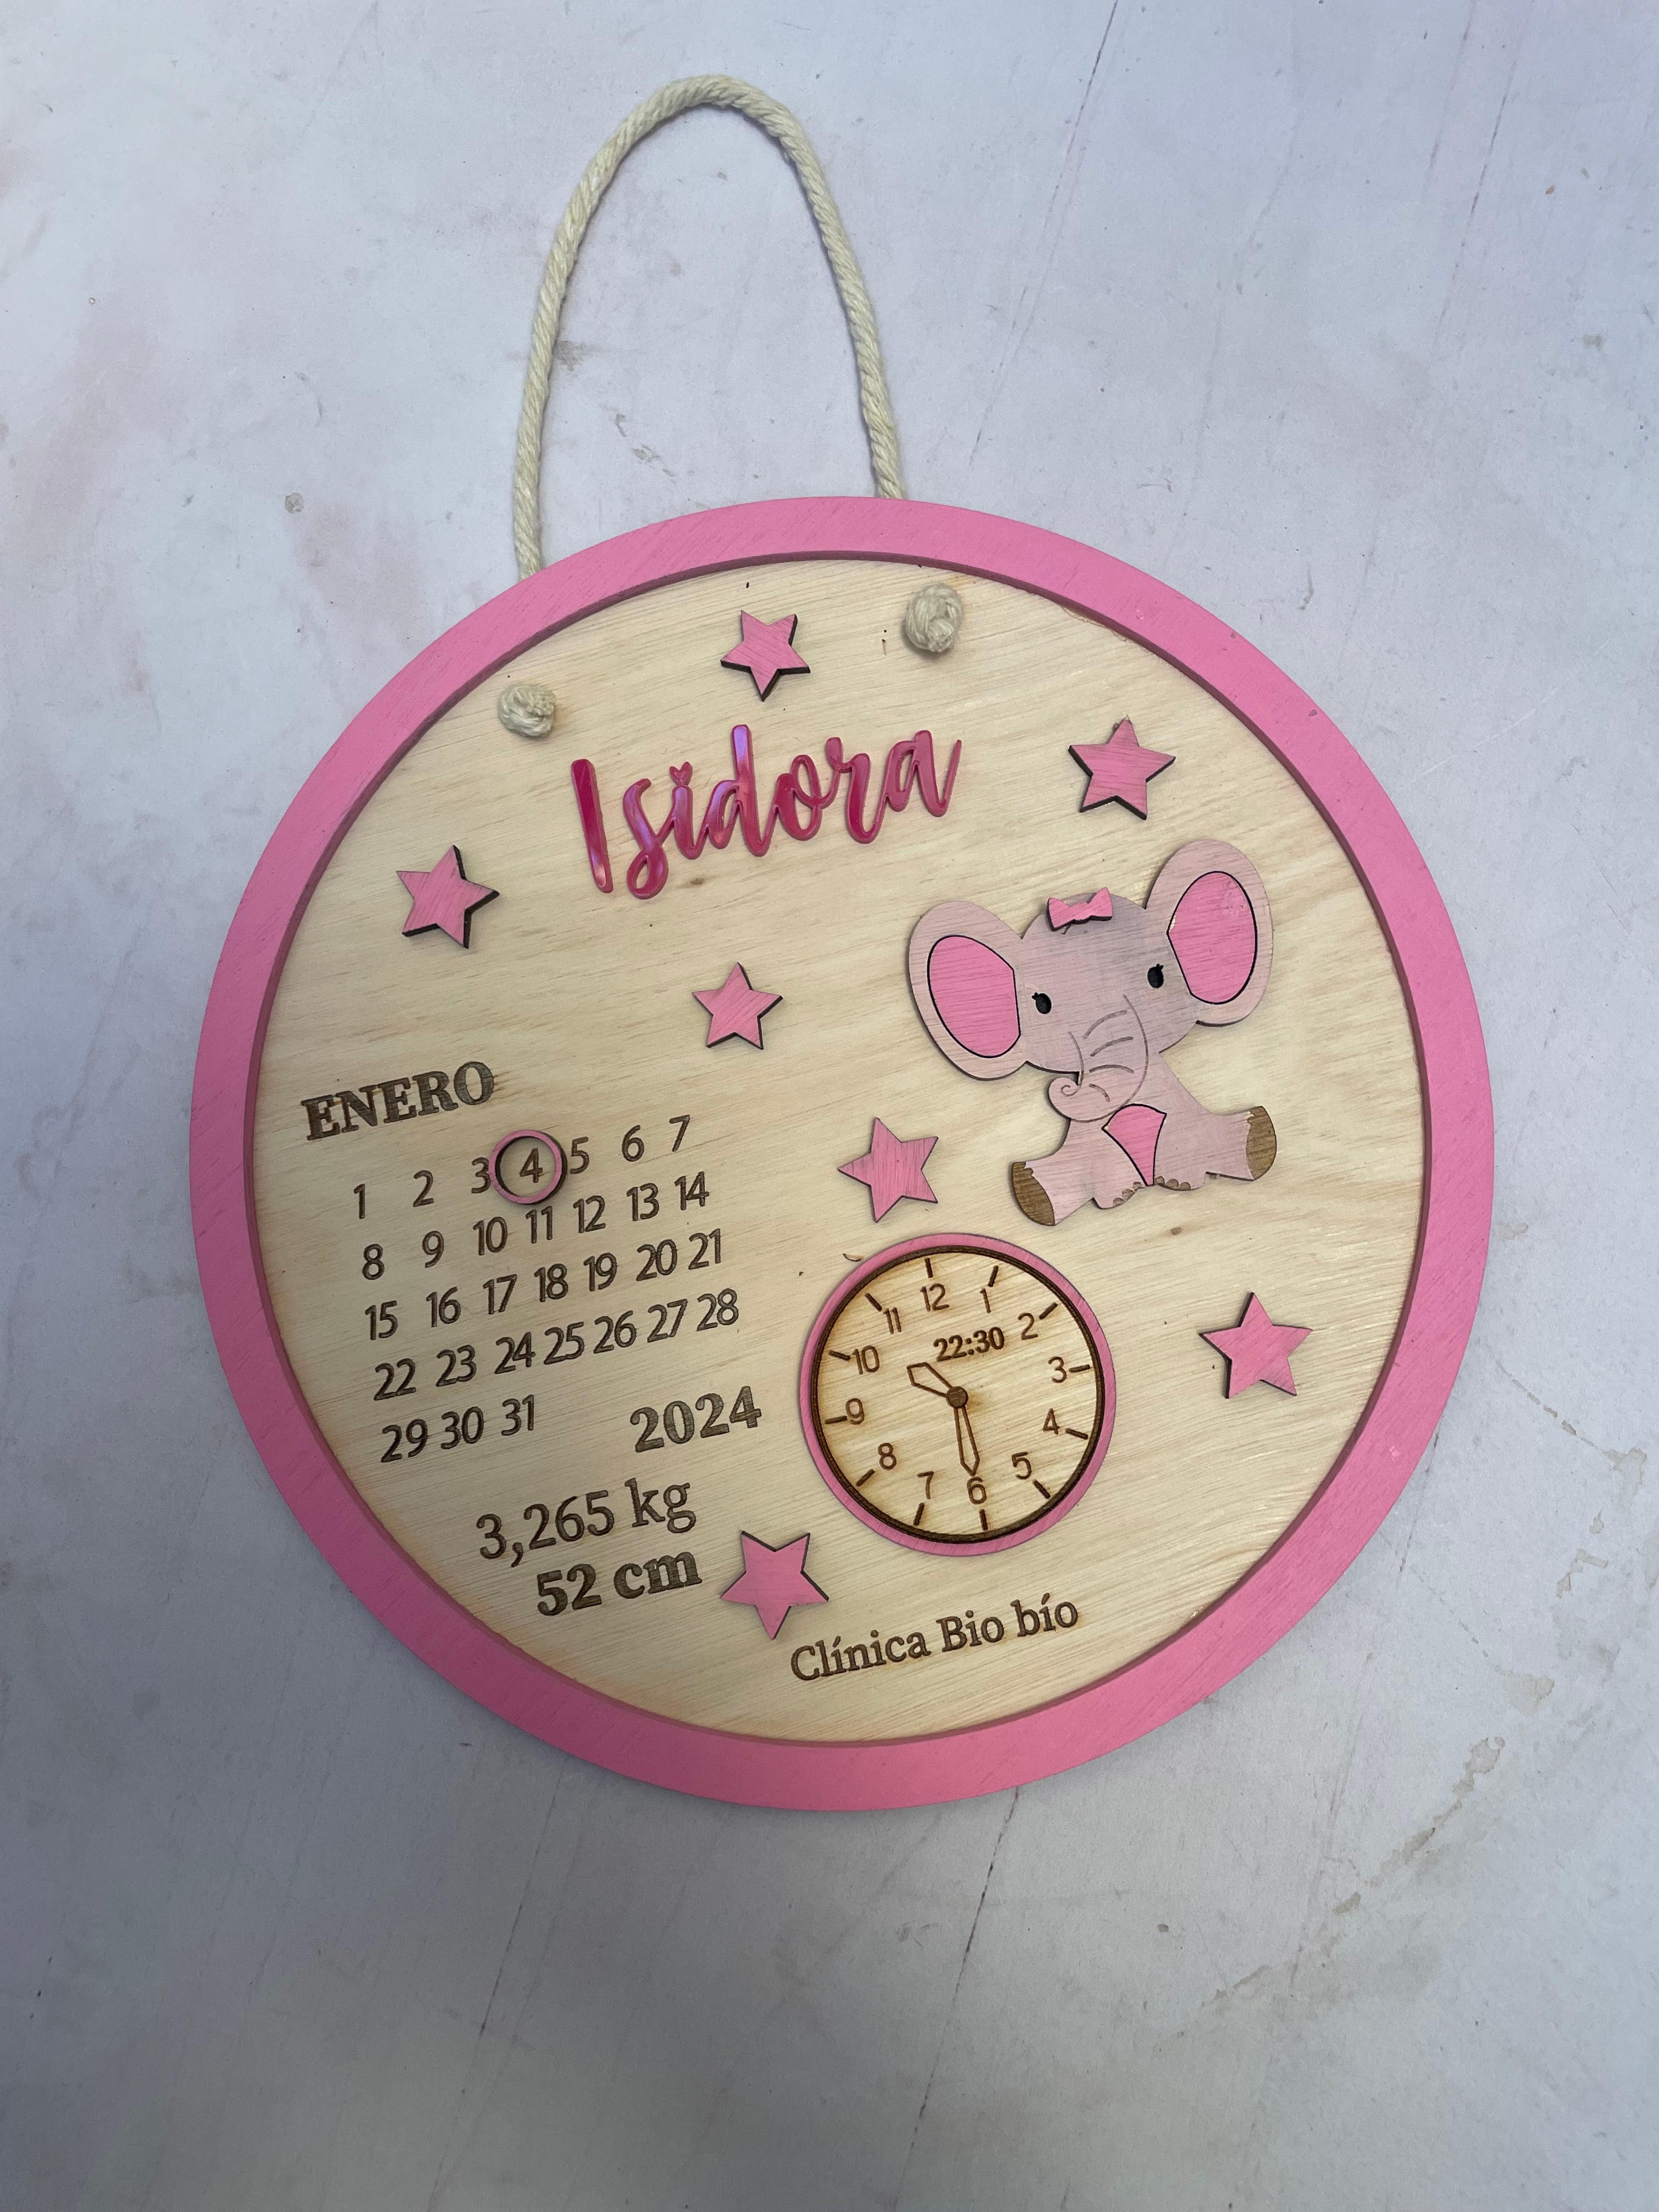 Isidora
ENERO
1 2 3 4 5 6 7
8 9 10 11 12 13 14
15 16 17 18 19 20 21
22 23 24 25 26 27 28
29 30 31
2024
3,265 kg
52 cm
12
11 1
22:30
10 2
9 3
8 4
7 5
6
Clínica Bio bío